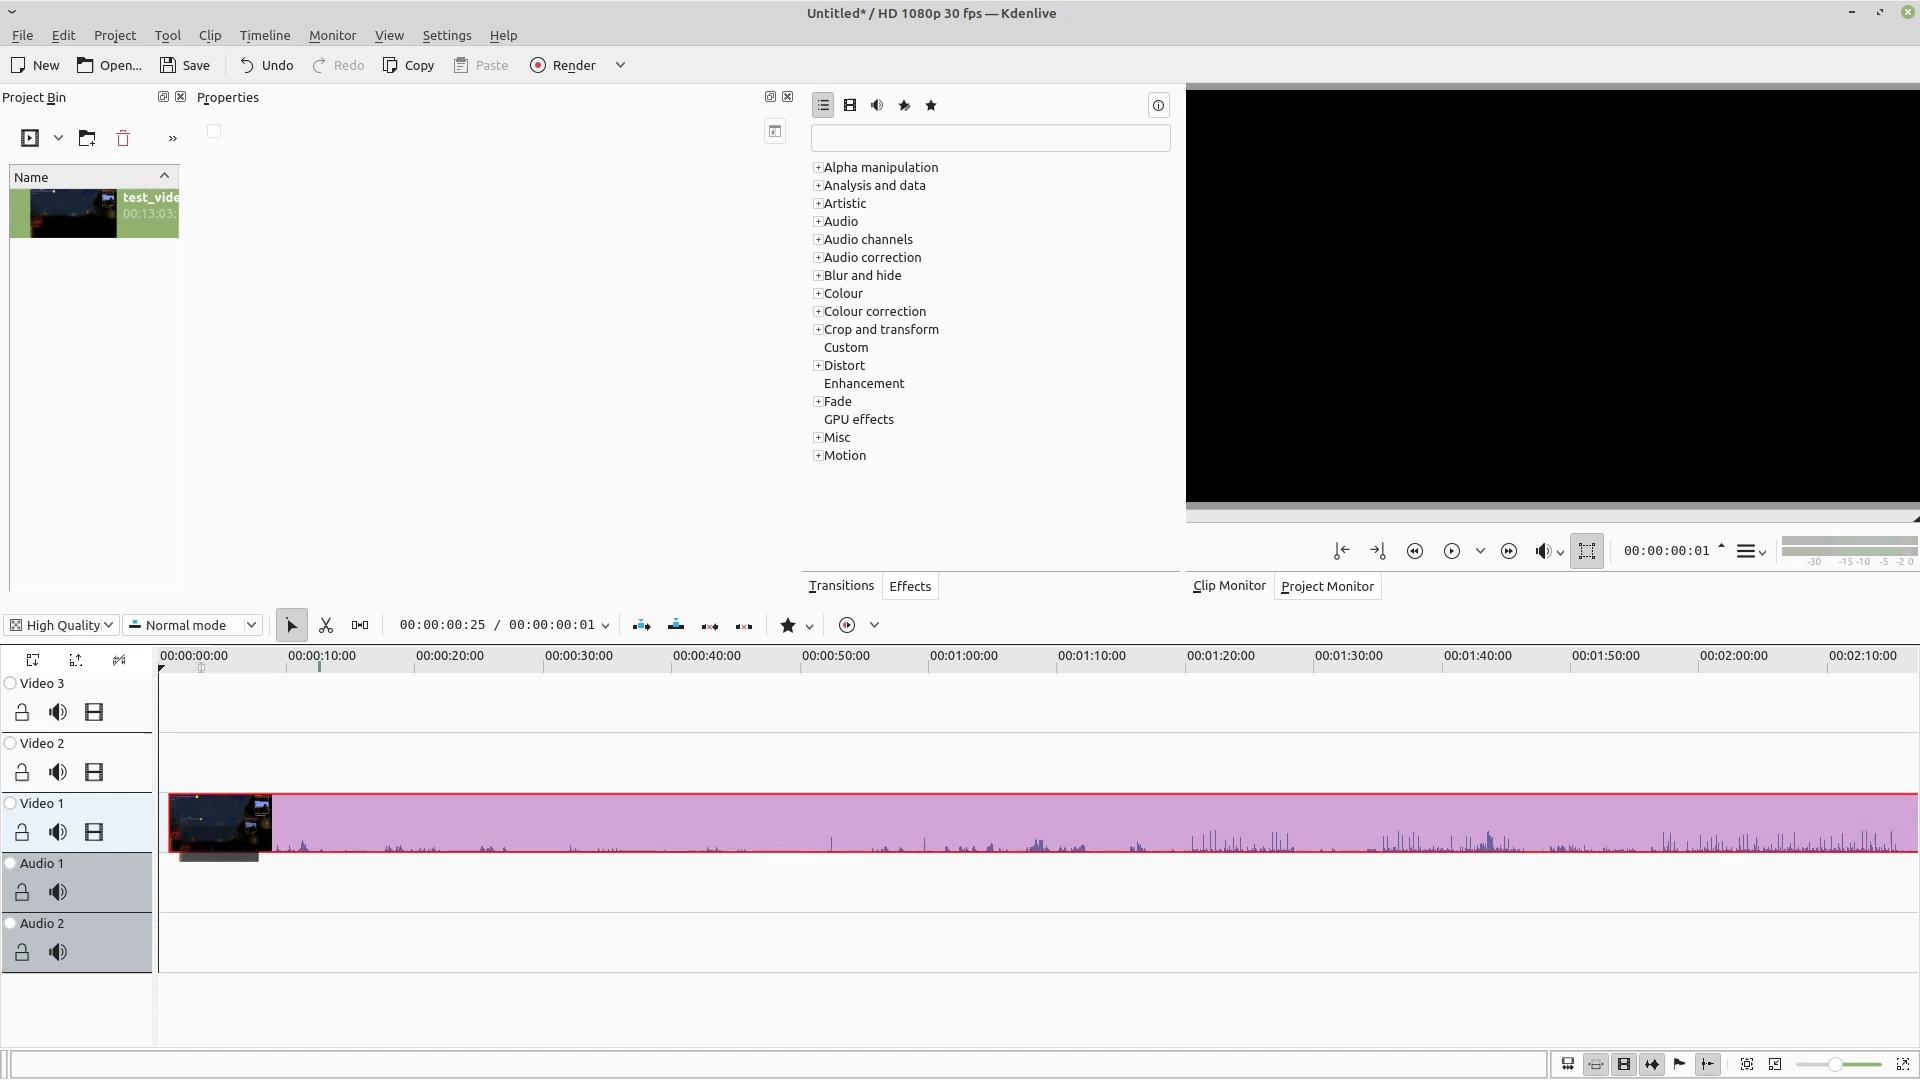 Untitled* / HD 1080p 30 fps — Kdenlive
File Edit Project Tool Clip Timeline Monitor View Settings Help
New Open... Save Undo Redo Copy Paste Render
Project Bin
Properties
Name
test_vide
00:13:03:
Alpha manipulation
Analysis and data
Artistic
Audio
Audio channels
Audio correction
Blur and hide
Colour
Colour correction
Crop and transform
Custom
Distort
Enhancement
Fade
GPU effects
Misc
Motion
00:00:00:01
-30 -15 -10 -5 -2 0
Transitions Effects
Clip Monitor Project Monitor
High Quality Normal mode 00:00:00:25 / 00:00:00:01
00:00:00:00 00:00:10:00 00:00:20:00 00:00:30:00 00:00:40:00 00:00:50:00 00:01:00:00 00:01:10:00 00:01:20:00 00:01:30:00 00:01:40:00 00:01:50:00 00:02:00:00 00:02:10:00
Video 3
Video 2
Video 1
Audio 1
Audio 2